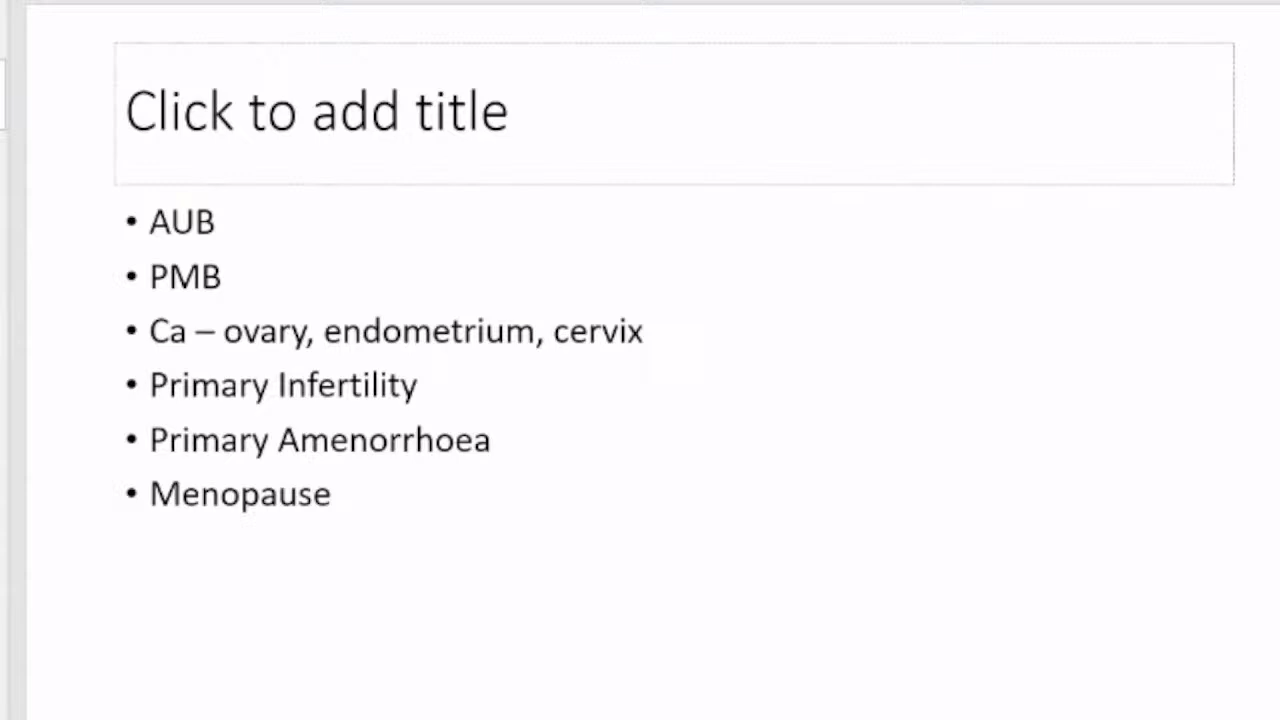 Click to add title
• AUB
• PMB
• Ca – ovary, endometrium, cervix
• Primary Infertility
• Primary Amenorrhoea
• Menopause